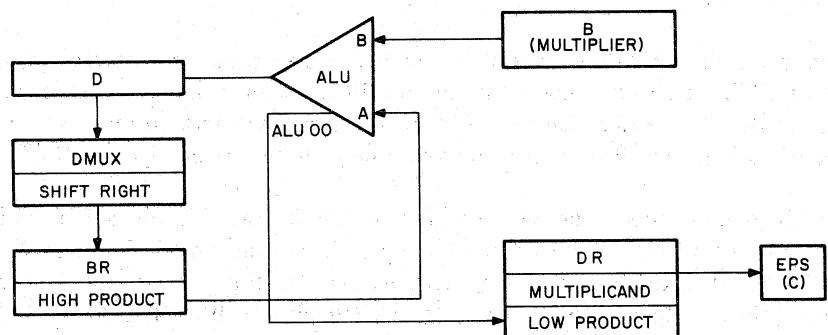 B
(MULTIPLIER)
B
ALU
A
ALU 00
D
DMUX
SHIFT RIGHT
BR
HIGH PRODUCT
DR
MULTIPLICAND
LOW PRODUCT
EPS
(C)